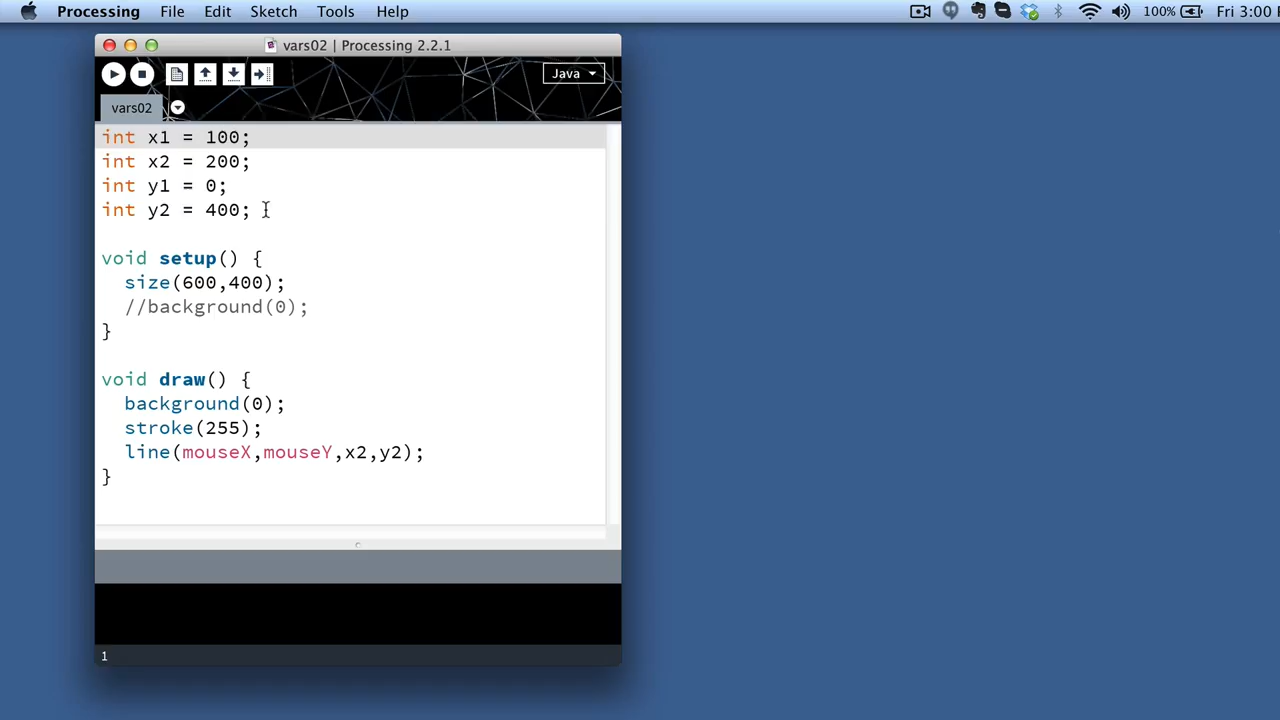 Processing File Edit Sketch Tools Help 100% Fri 3:00
vars02 | Processing 2.2.1
Java
vars02
int x1 = 100;
int x2 = 200;
int y1 = 0;
int y2 = 400;
void setup() {
size(600,400);
//background(0);
}
void draw() {
background(0);
stroke(255);
line(mouseX,mouseY,x2,y2);
}
1